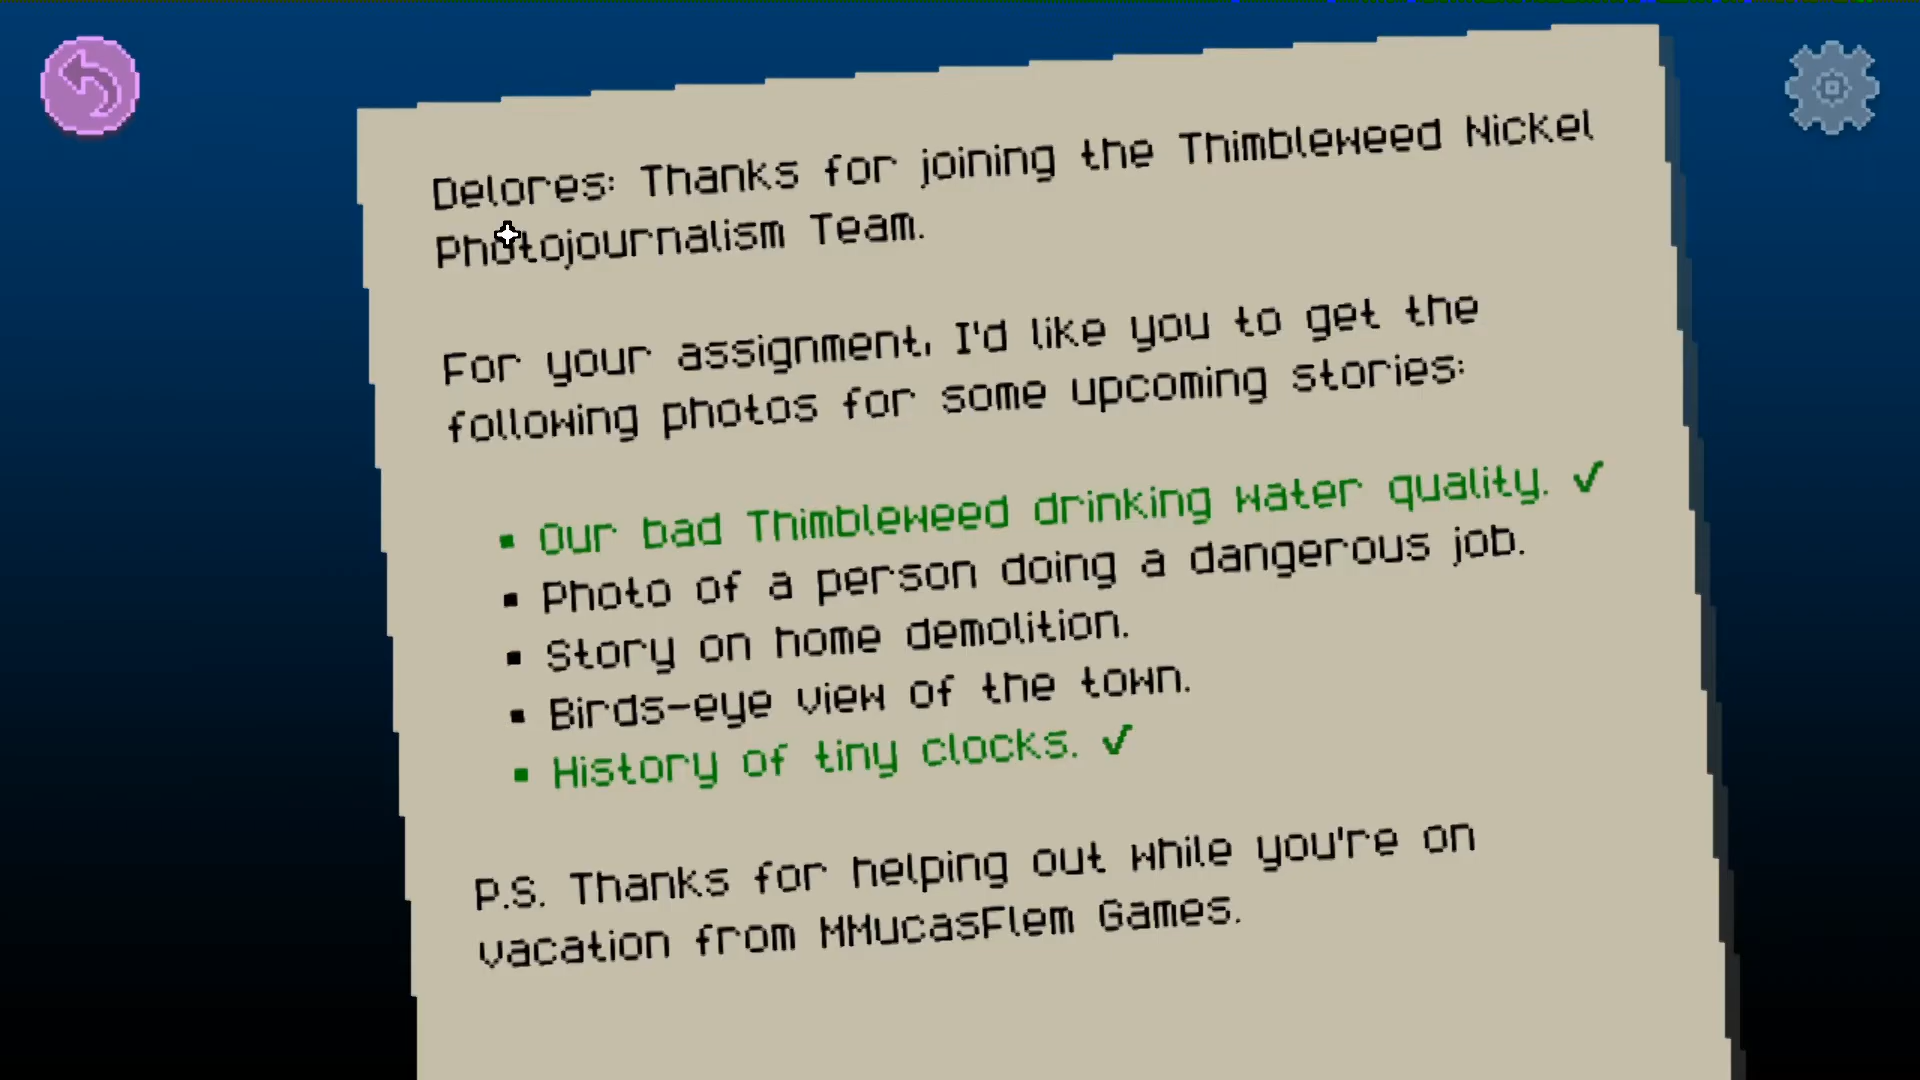 Delores: Thanks for joining the Thimbleweed Nickel
Photojournalism Team.
For your assignment, I'd like you to get the
following photos for some upcoming stories:
▪ Our bad Thimbleweed drinking water quality. ✓
▪ Photo of a person doing a dangerous job.
▪ Story on home demolition.
▪ Birds-eye view of the town.
▪ History of tiny clocks. ✓
P.S. Thanks for helping out while you're on
vacation from MMucasFlem Games.